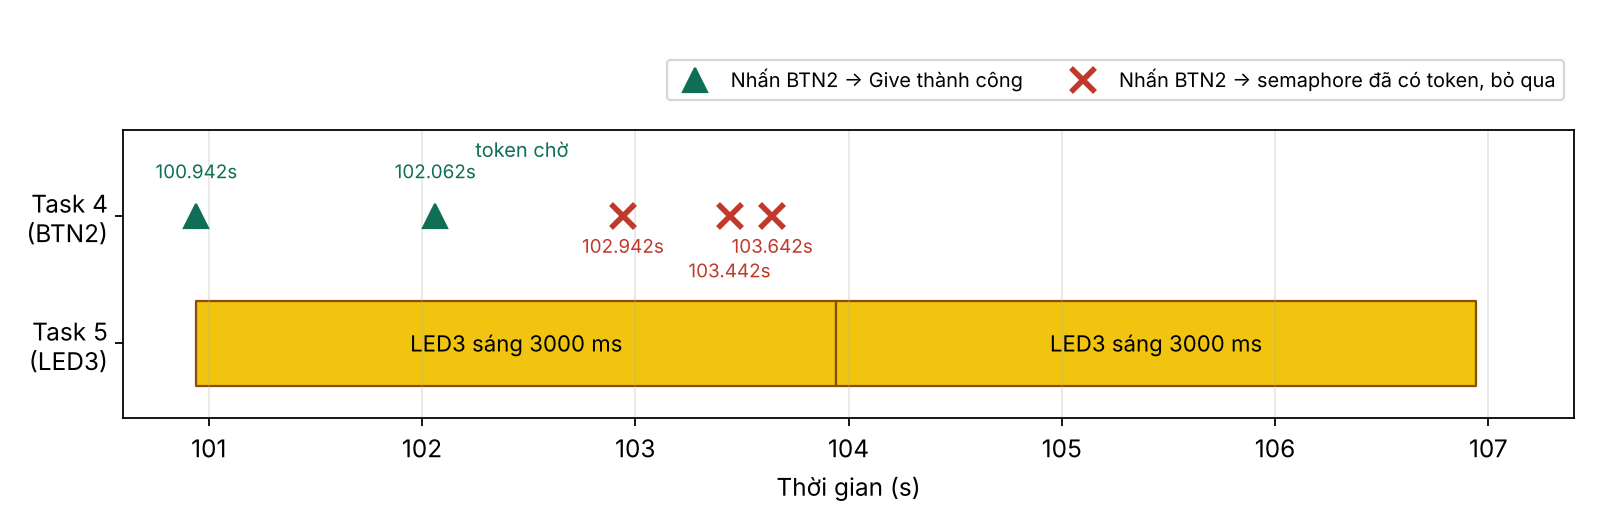 Nhấn BTN2 → Give thành công
Nhấn BTN2 → semaphore đã có token, bỏ qua
token chờ
100.942s
102.062s
Task 4
(BTN2)
102.942s
103.642s
103.442s
Task 5
(LED3)
LED3 sáng 3000 ms
LED3 sáng 3000 ms
101
102
103
104
105
106
107
Thời gian (s)